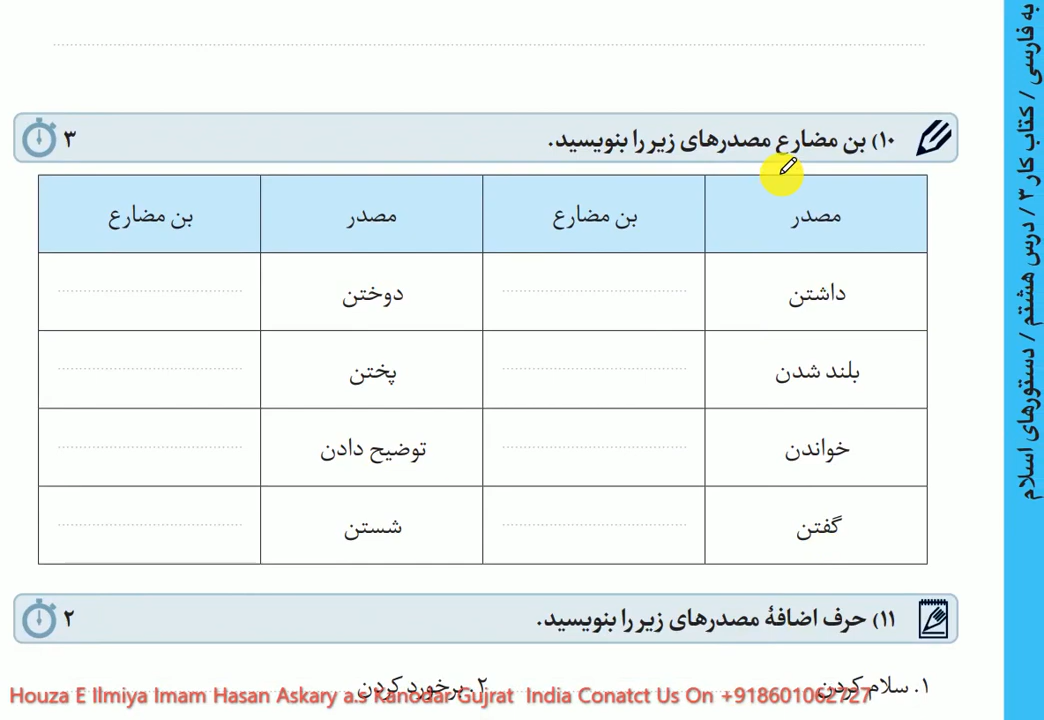 ۱۰) بن مضارع مصدرهای زیر را بنویسید.
۳
مصدر بن مضارع مصدر بن مضارع
داشتن دوختن
بلند شدن پختن
خواندن توضیح دادن
گفتن شستن
۱۱) حرف اضافهٔ مصدرهای زیر را بنویسید.
۲
۱. سلام کردن ۲. برخورد کردن
Houza E Ilmiya Imam Hasan Askary a.s Kanodar Gujrat India Conatct Us On +918601062727
به فارسی / کتاب کار ۳ / درس هشتم / دستورهای اسلام